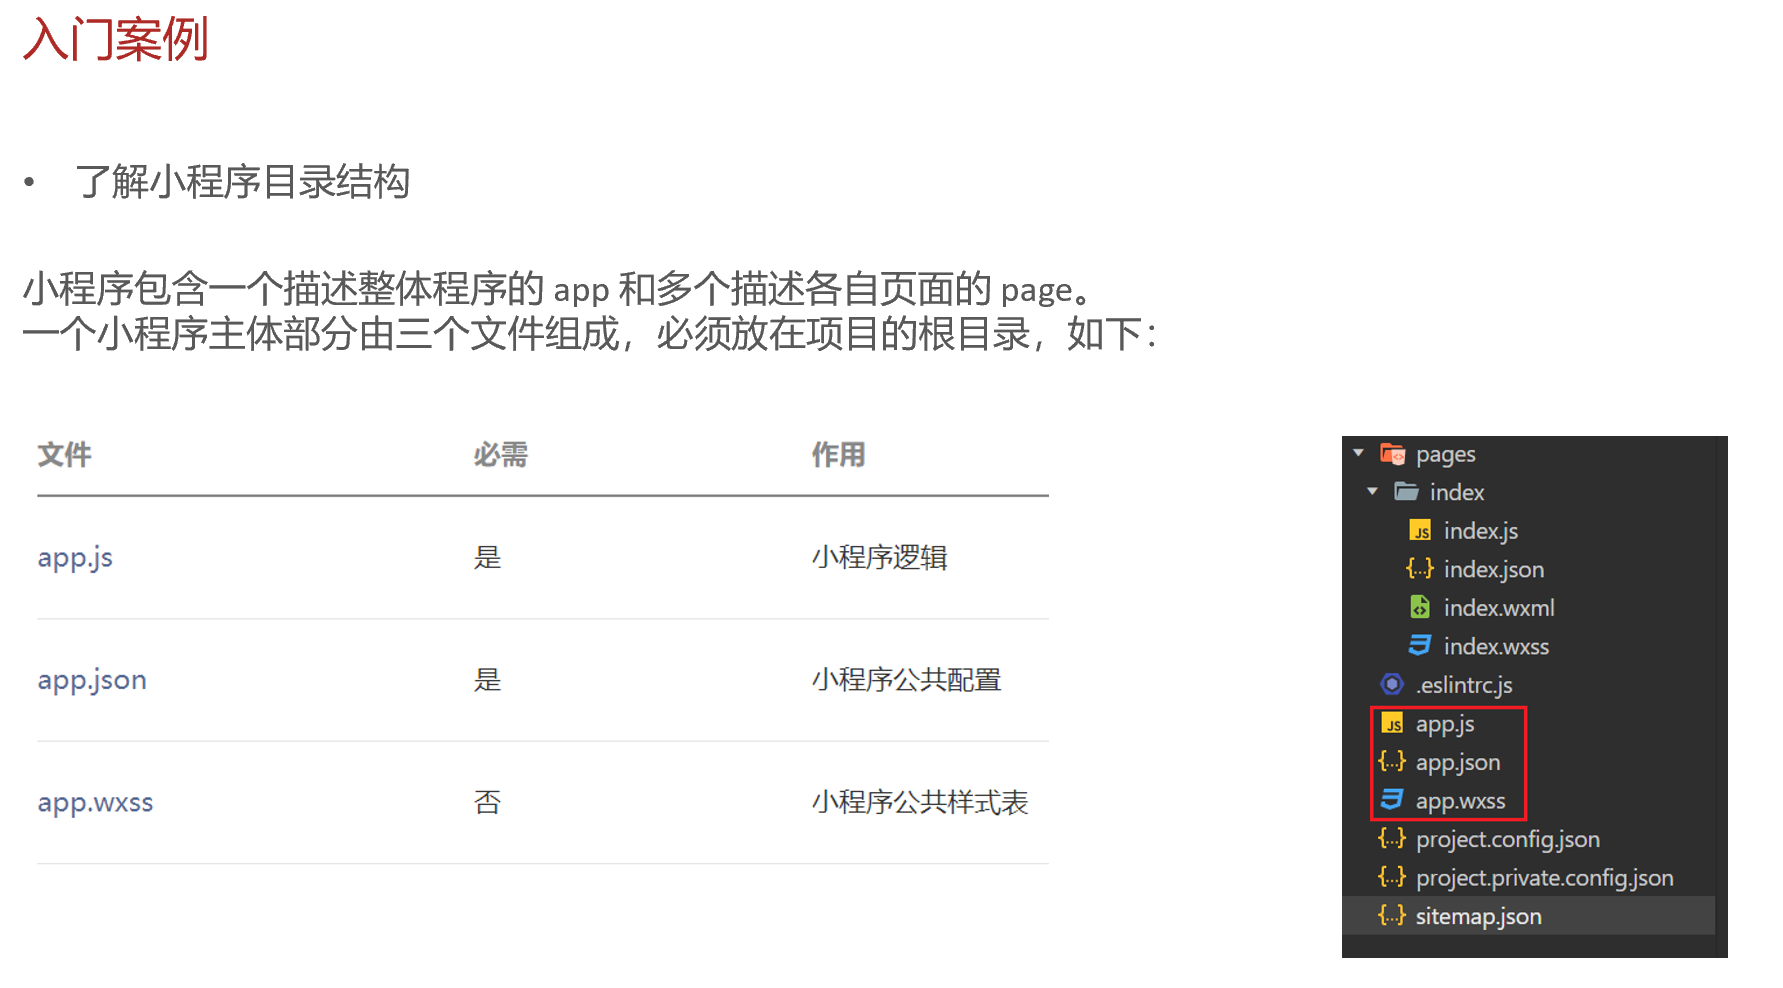 入门案例
• 了解小程序目录结构
小程序包含一个描述整体程序的 app 和多个描述各自页面的 page。
一个小程序主体部分由三个文件组成，必须放在项目的根目录，如下：
文件 必需 作用
app.js 是 小程序逻辑
app.json 是 小程序公共配置
app.wxss 否 小程序公共样式表
pages
index
index.js
index.json
index.wxml
index.wxss
.eslintrc.js
app.js
app.json
app.wxss
project.config.json
project.private.config.json
sitemap.json